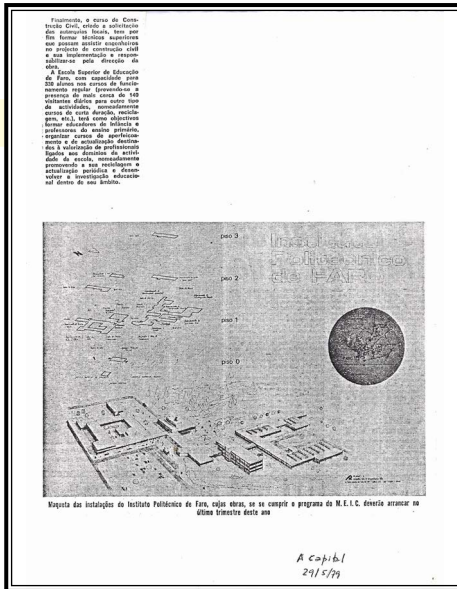 Finalmente, o curso de Cons-
trução Civil, criado a solicitação
das autarquias locais, tem por
fim formar técnicos superiores
que possam assistir engenheiros
no projecto de construção civil
e sua implementação e respon-
sabilizar-se pela direcção da
obra.
A Escola Superior de Educação
de Faro, com capacidade para
330 alunos nos cursos de funcio-
namento regular (prevendo-se a
presença de mais cerca de 140
visitantes diários para outro tipo
de actividades, nomeadamente
cursos de curta duração, recicla-
gem, etc.), terá como objectivos
formar educadores de infância e
professores do ensino primário,
organizar cursos de aperfeiçoa-
mento e de actualização destina-
dos à valorização de profissionais
ligados aos domínios da activi-
dade da escola, nomeadamente
promovendo a sua reciclagem e
actualização periódica e desen-
volver a investigação educacio-
nal dentro do seu âmbito.
piso 3
piso 2
piso 1
piso 0
Instituto
Politécnico
de FARO
Maqueta das instalações do Instituto Politécnico de Faro, cujas obras, se se cumprir o programa do M. E. I. C. deverão arrancar no
último trimestre deste ano
A Capital
29/5/79